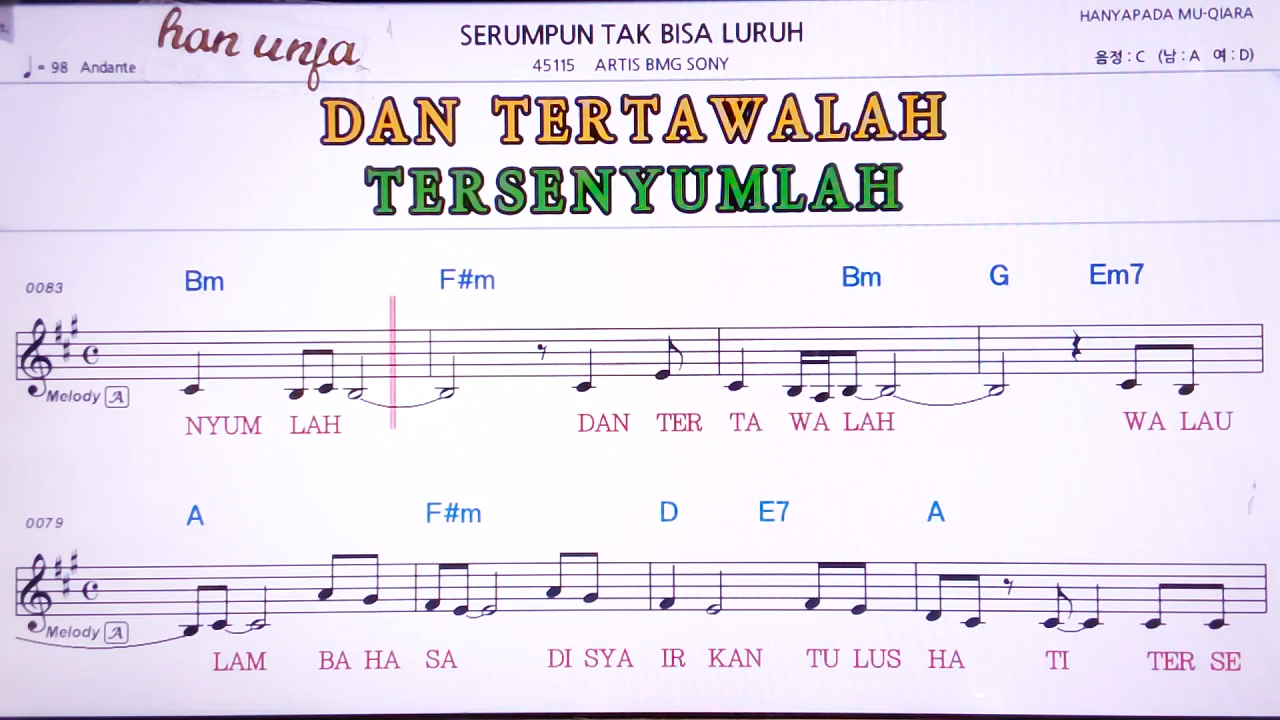 han unja
SERUMPUN TAK BISA LURUH
HANYAPADA MU-QIARA
♩= 98 Andante
45115 ARTIS BMG SONY
음정 : C (남 : A 여 : D)
DAN TERTAWALAH
TERSENYUMLAH
0083 Bm F#m Bm G Em7
Melody A
NYUM LAH DAN TER TA WA LAH WA LAU
0079 A F#m D E7 A
Melody A
LAM BA HA SA DI SYA IR KAN TU LUS HA TI TER SE